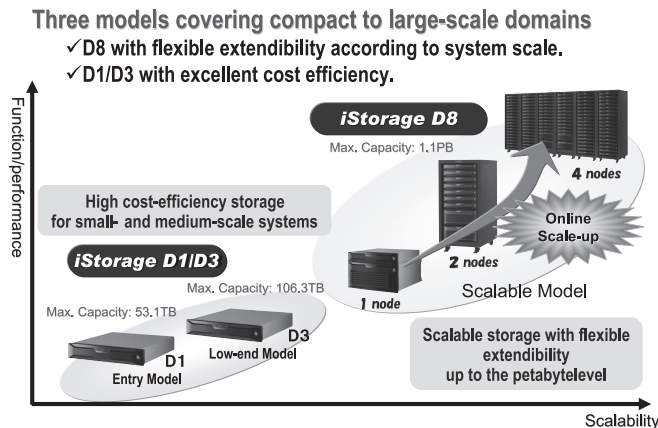 Three models covering compact to large-scale domains
✓D8 with flexible extendibility according to system scale.
✓D1/D3 with excellent cost efficiency.
Function/performance
iStorage D8
Max. Capacity: 1.1PB
4 nodes
High cost-efficiency storage
for small- and medium-scale systems
Online
Scale-up
2 nodes
iStorage D1/D3
Max. Capacity: 106.3TB
1 node
Scalable Model
Max. Capacity: 53.1TB
D3
Low-end Model
D1
Entry Model
Scalable storage with flexible
extendibility
up to the petabytelevel
Scalability